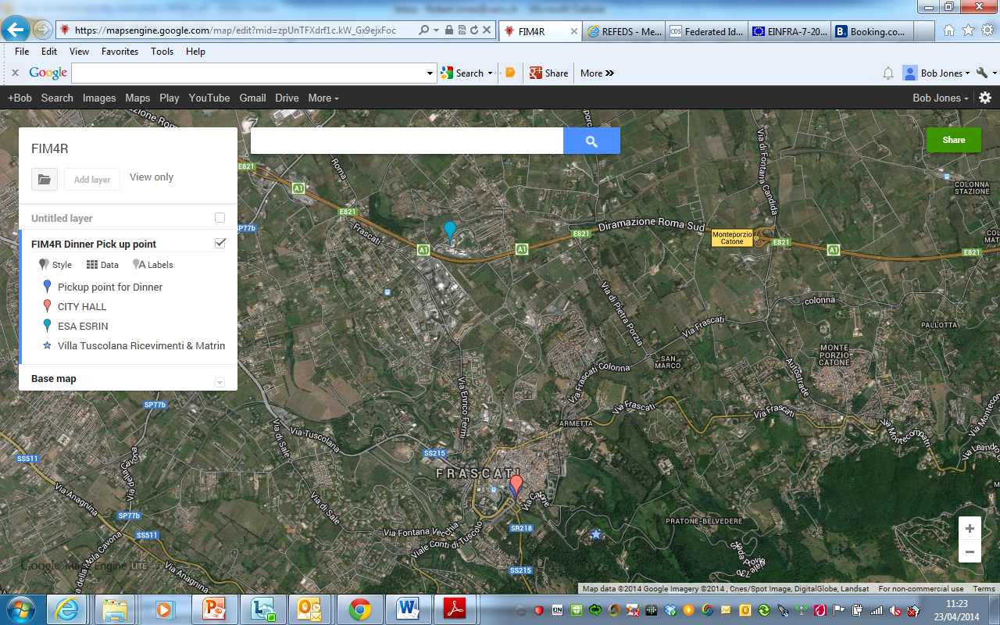 https://mapsengine.google.com/map/edit?mid=zpUnTFXdrf1c.kW_Gx9ejxFoc
FIM4R
REFEDS - Me...
Federated Id...
EINFRA-7-20...
Booking.co...
File Edit View Favorites Tools Help
Google Search Share More Bob Jones
+Bob Search Images Maps Play YouTube Gmail Drive More Bob Jones
FIM4R
Add layer View only
Untitled layer
FIM4R Dinner Pick up point
Style Data Labels
Pickup point for Dinner
CITY HALL
ESA ESRIN
Villa Tuscolana Ricevimenti & Matrim
Base map
Share
Diramazione Ro
Roma
Via di Fontana Candida
COLONNA
STAZIONE
E821
A1
E821
SP77b
Frascati
A1
A1
E821
Diramazione Roma Sud
Monteporzio
Catone
E821
A1
E821
Via di Pietra Porzia
colonna
Via Frascati
PALLOTTA
SAN
MARCO
MONTE
PORZIO
CATONE
Autostrade
Via Frascati Colonna
Via Enrico Fermi
SP77b
Via Frascati
Via Frascati
ARMETTA
Via di Sale
Via Tuscolana
SS215
SS511
FRASCATI
Via Anagnina
Via di Sale
SP77b
SS511
Via Fontana Vecchia
Viale Conti di Tuscolo
SR218
PRATONE-BELVEDERE
SS215
Via Anagnina
Google Maps Engine LITE
Map data ©2014 Google Imagery ©2014 , Cnes/Spot Image, DigitalGlobe, Landsat For non-commercial use Terms
11:23
23/04/2014